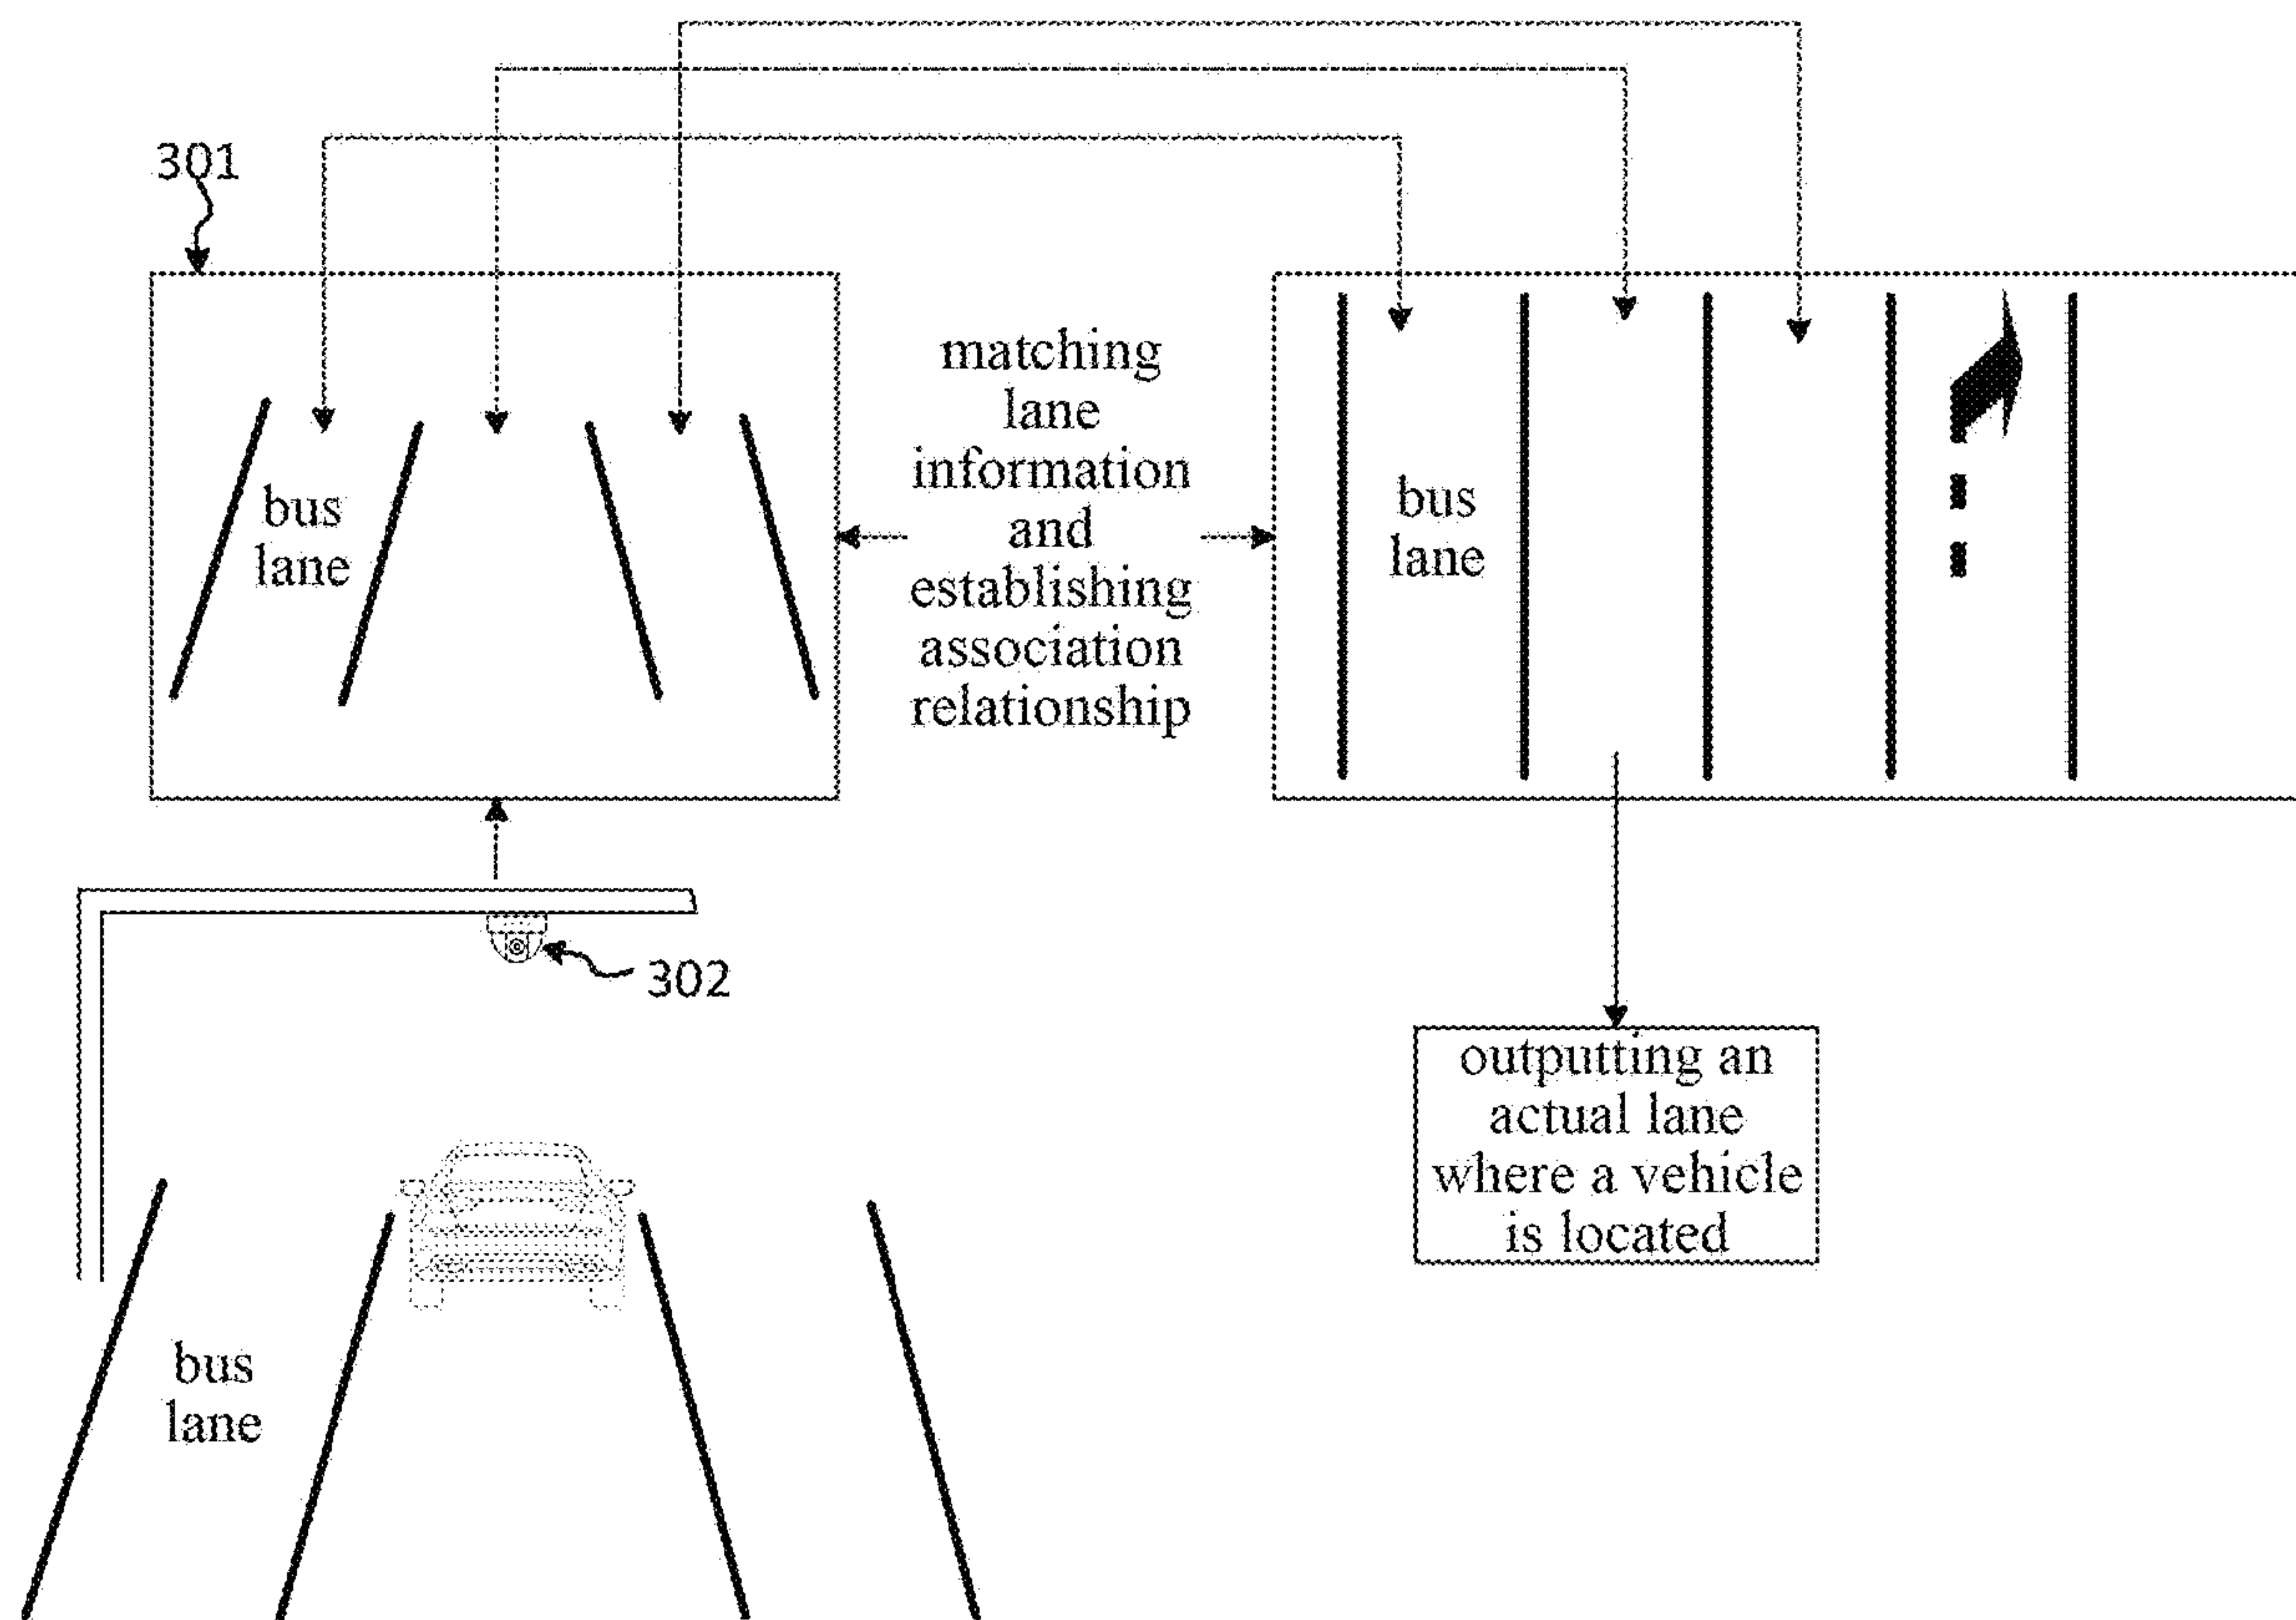 301
bus
lane
matching
lane
information
and
establishing
association
relationship
bus
lane
302
outputting an
actual lane
where a vehicle
is located
bus
lane